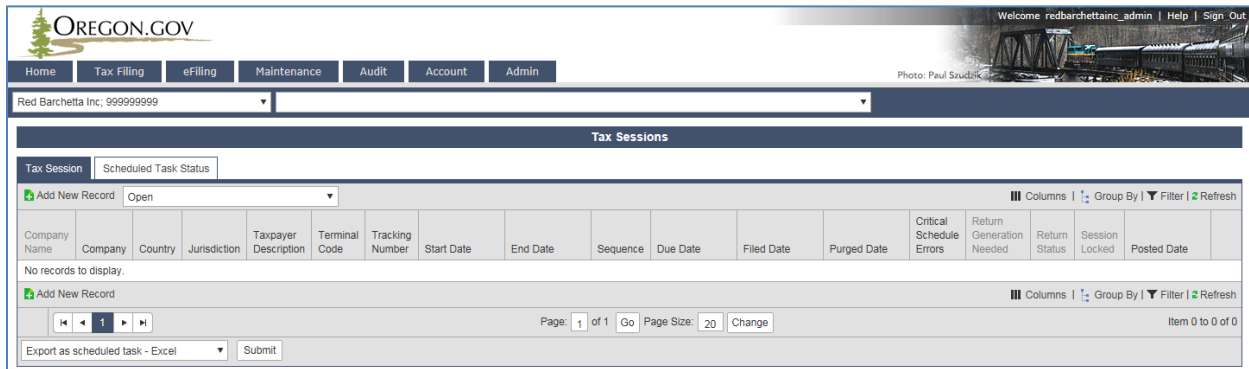 OREGON.GOV
Welcome redbarchettainc_admin | Help | Sign Out
Home Tax Filing eFiling Maintenance Audit Account Admin
Photo: Paul Szudzik
Red Barchetta Inc; 999999999
Tax Sessions
Tax Session Scheduled Task Status
Add New Record Open Columns | Group By | Filter | Refresh
Company Name Company Country Jurisdiction Taxpayer Description Terminal Code Tracking Number Start Date End Date Sequence Due Date Filed Date Purged Date Critical Schedule Errors Return Generation Needed Return Status Session Locked Posted Date
No records to display.
Add New Record Columns | Group By | Filter | Refresh
1 Page: 1 of 1 Go Page Size: 20 Change Item 0 to 0 of 0
Export as scheduled task - Excel Submit